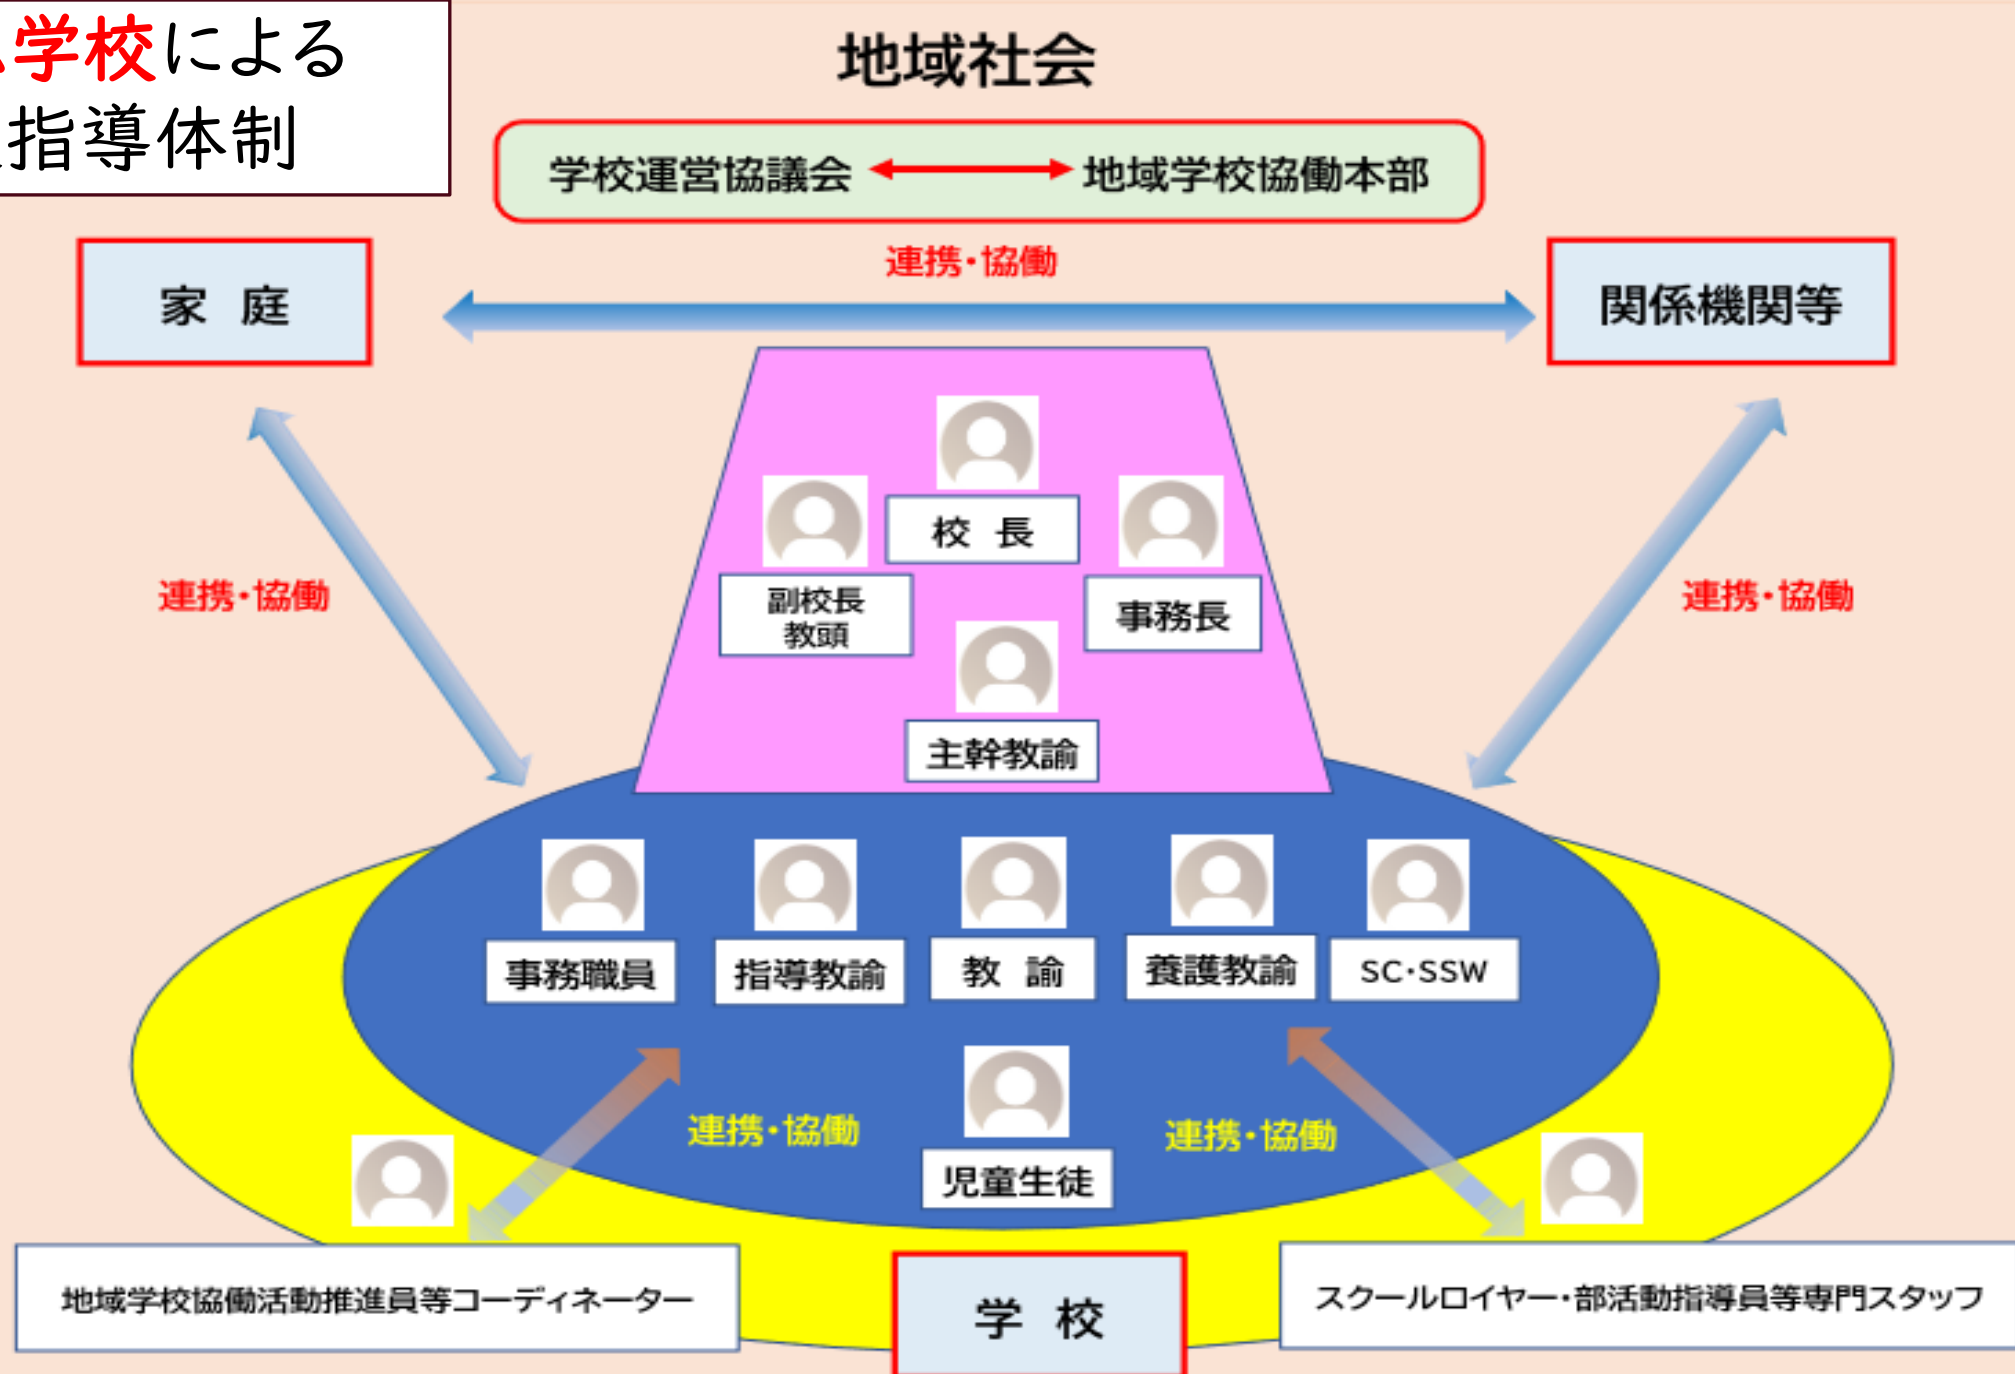 学校による
指導体制
地域社会
学校運営協議会 地域学校協働本部
連携・協働
家 庭
関係機関等
校 長
副校長
教頭
事務長
連携・協働
連携・協働
主幹教諭
事務職員
指導教諭
教 諭
養護教諭
SC・SSW
連携・協働
連携・協働
児童生徒
地域学校協働活動推進員等コーディネーター
学 校
スクールロイヤー・部活動指導員等専門スタッフ